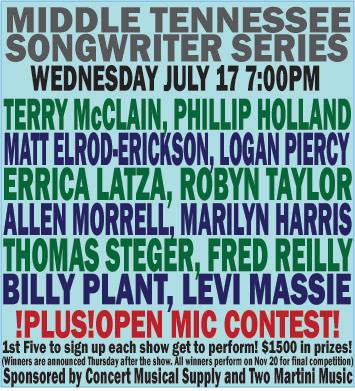 MIDDLE TENNESSEE
SONGWRITER SERIES
WEDNESDAY JULY 17 7:00PM
TERRY McCLAIN, PHILLIP HOLLAND
MATT ELROD-ERICKSON, LOGAN PIERCY
ERRICA LATZA, ROBYN TAYLOR
ALLEN MORRELL, MARILYN HARRIS
THOMAS STEGER, FRED REILLY
BILLY PLANT, LEVI MASSIE
!PLUS!OPEN MIC CONTEST!
1st Five to sign up each show get to perform! $1500 in prizes!
(Winners are announced Thursday after the show. All winners perform on Nov 20 for final competition)
Sponsored by Concert Musical Supply and Two Martini Music